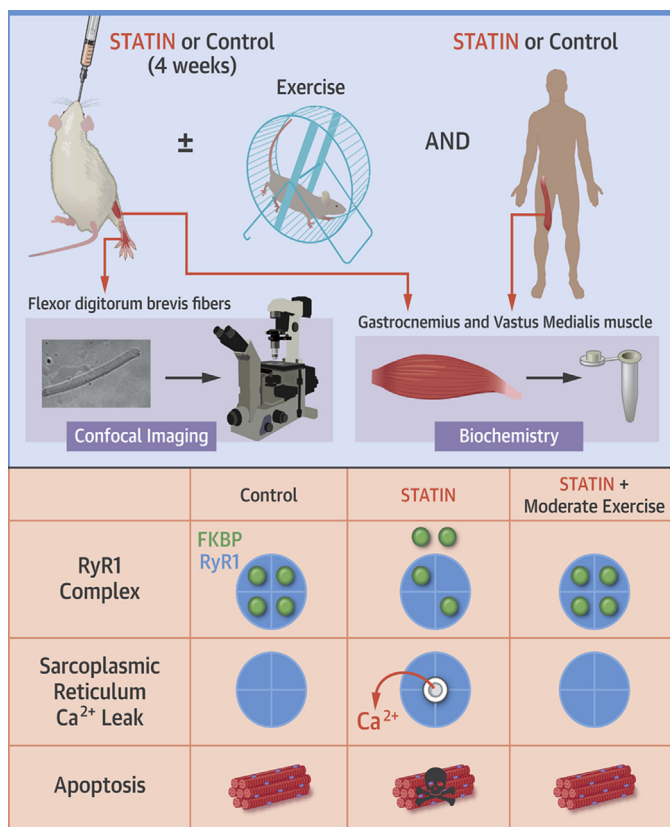 STATIN or Control
(4 weeks)
STATIN or Control
Exercise
±
AND
Flexor digitorum brevis fibers
Gastrocnemius and Vastus Medialis muscle
Confocal Imaging
Biochemistry
Control
STATIN
STATIN +
Moderate Exercise
RyR1
Complex
FKBP
RyR1
Sarcoplasmic
Reticulum
Ca²⁺ Leak
Ca²⁺
Apoptosis